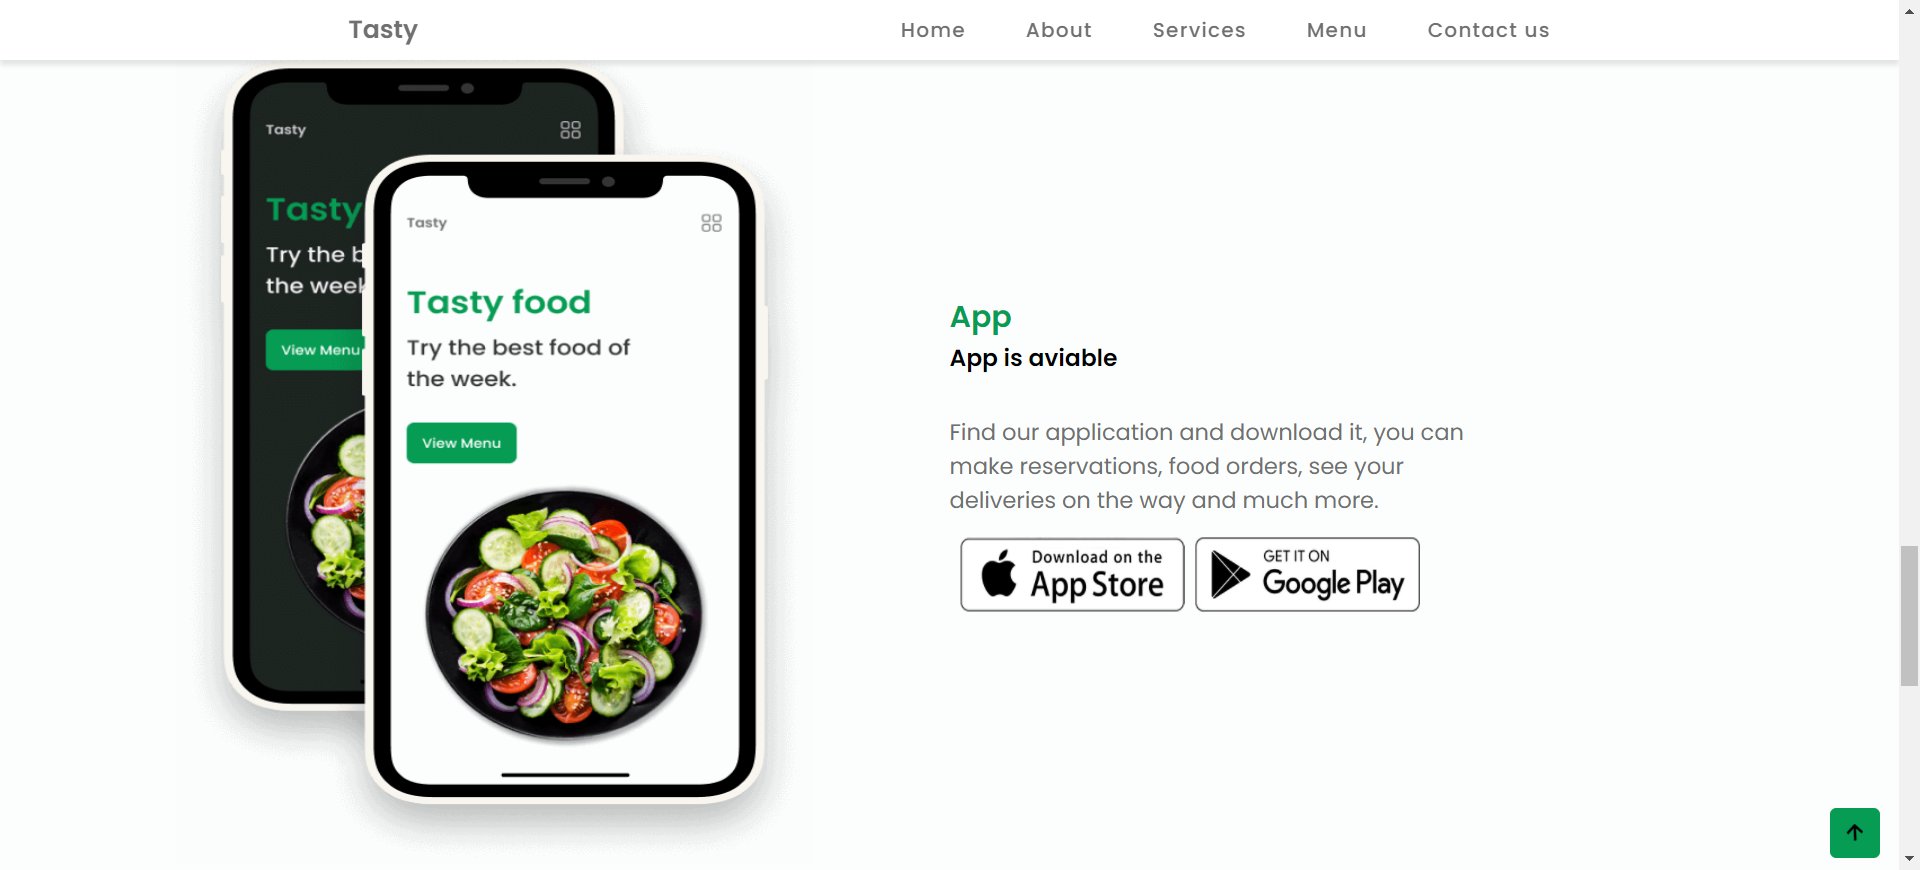 Tasty
Home About Services Menu Contact us
Tasty
Tasty
Try the b
the week
View Menu
Tasty
Tasty food
Try the best food of
the week.
View Menu
App
App is aviable
Find our application and download it, you can
make reservations, food orders, see your
deliveries on the way and much more.
Download on the
App Store
GET IT ON
Google Play